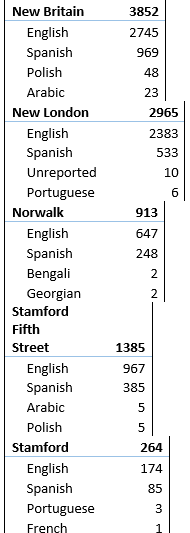 New Britain 3852
English 2745
Spanish 969
Polish 48
Arabic 23
New London 2965
English 2383
Spanish 533
Unreported 10
Portuguese 6
Norwalk 913
English 647
Spanish 248
Bengali 2
Georgian 2
Stamford
Fifth
Street 1385
English 967
Spanish 385
Arabic 5
Polish 5
Stamford 264
English 174
Spanish 85
Portuguese 3
French 1